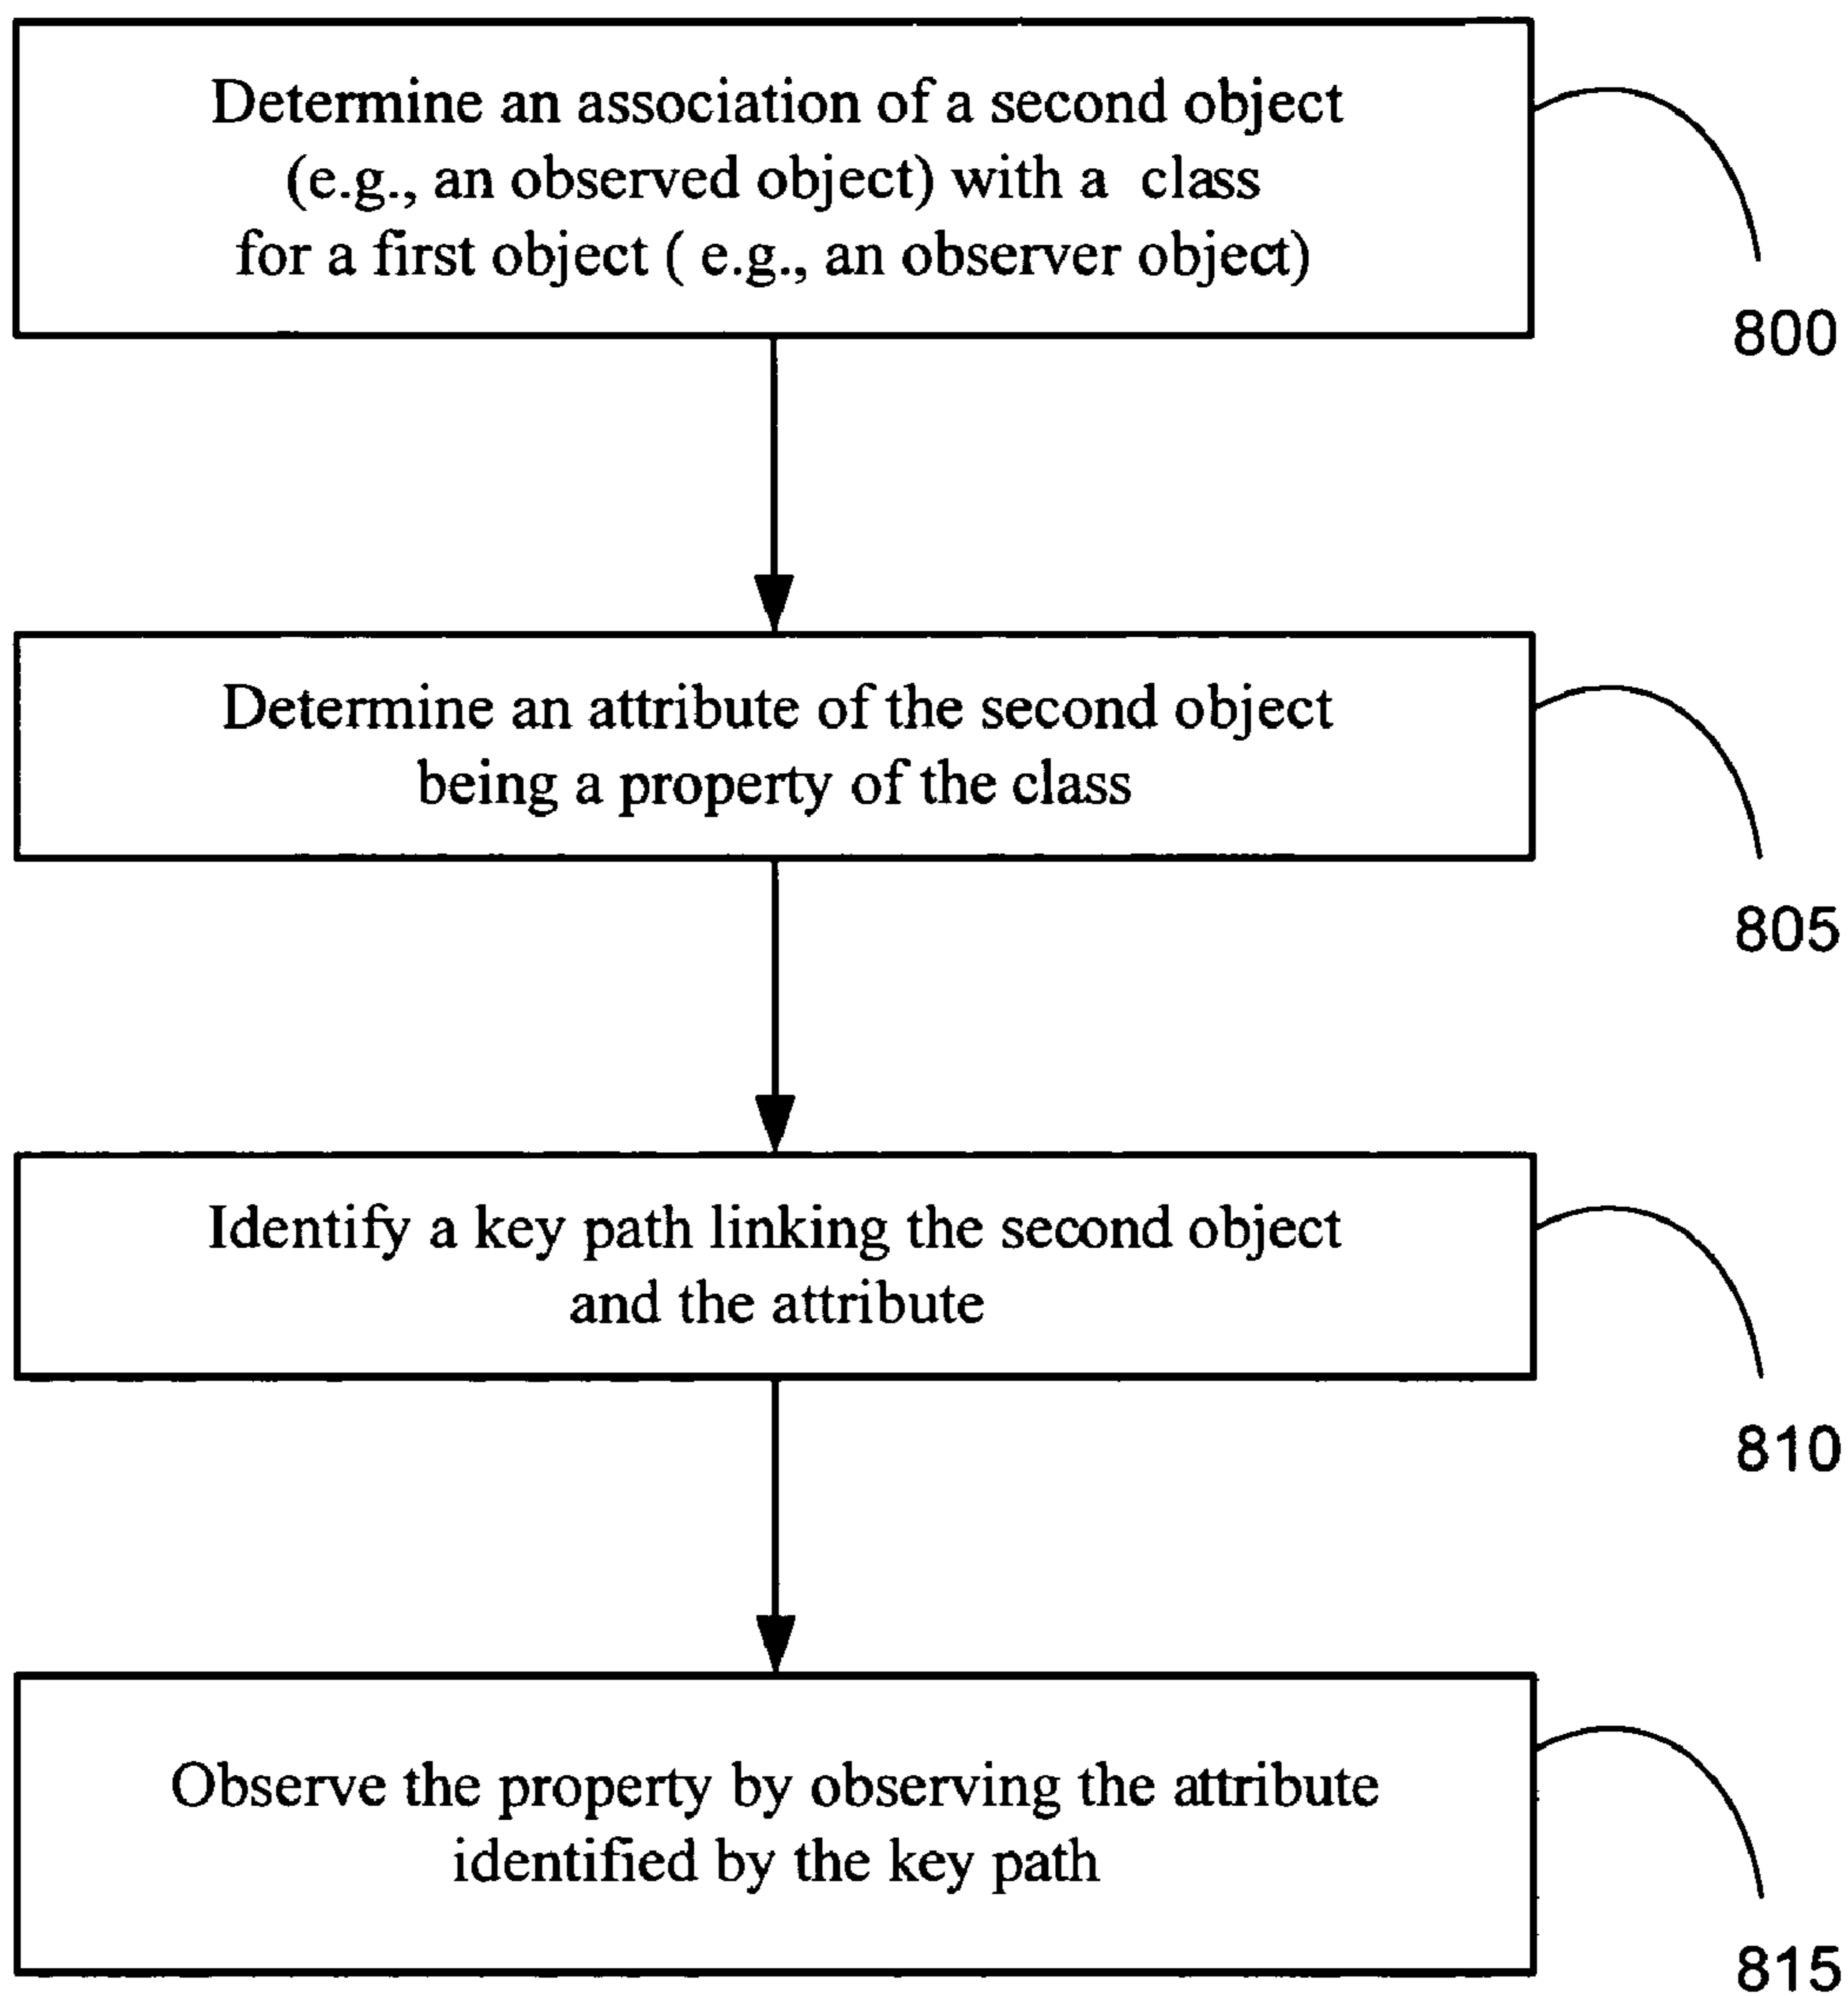 Determine an association of a second object
(e.g., an observed object) with a class
for a first object ( e.g., an observer object)
800
Determine an attribute of the second object
being a property of the class
805
Identify a key path linking the second object
and the attribute
810
Observe the property by observing the attribute
identified by the key path
815